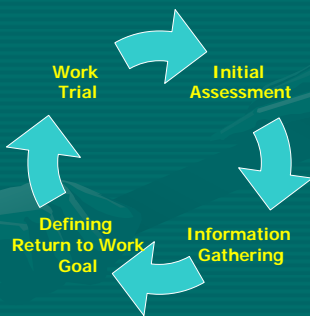 Work
Trial
Initial
Assessment
Information
Gathering
Defining
Return to Work
Goal